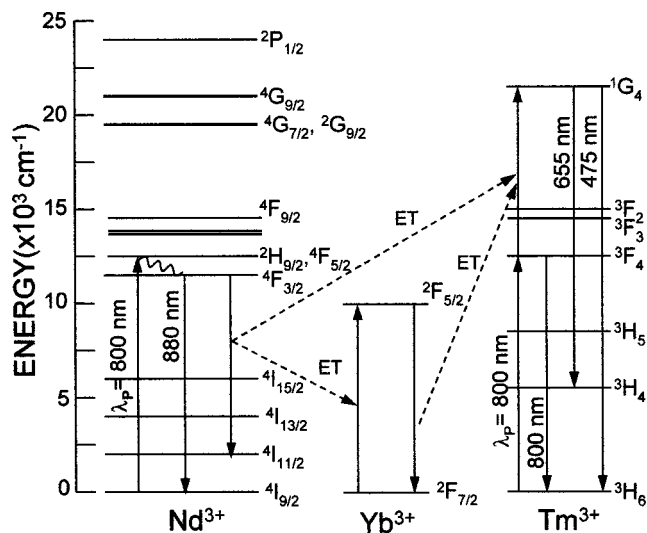 ENERGY(x10³ cm⁻¹)
25
20
15
10
5
0
²P₁/₂
⁴G₉/₂
⁴G₇/₂, ²G₉/₂
⁴F₉/₂
²H₉/₂,⁴F₅/₂
⁴F₃/₂
⁴I₁₅/₂
⁴I₁₃/₂
⁴I₁₁/₂
⁴I₉/₂
λₚ= 800 nm
880 nm
Nd³⁺
ET
ET
ET
²F₅/₂
²F₇/₂
Yb³⁺
¹G₄
655 nm
475 nm
³F₂
³F₃
³F₄
³H₅
³H₄
³H₆
λₚ= 800 nm
800 nm
Tm³⁺